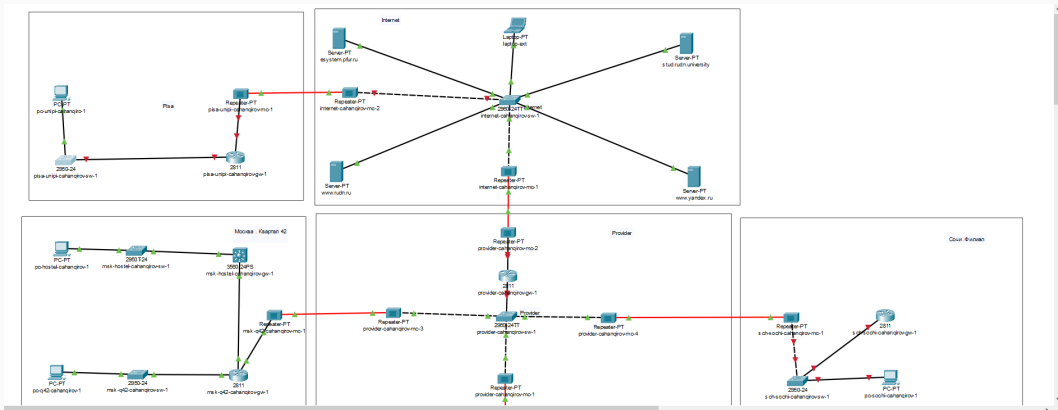 Internet
Laptop-PT
laptop-ext
Server-PT
esystem.pfur.ru
Server-PT
stud.rudn.university
PC-PT
pc-unipi-cahangirov-1
Pisa
Repeater-PT
pisa-unipi-cahangirov-mc-1
Repeater-PT
internet-cahangirov-mc-2
2960-24TT
internet-cahangirov-sw-1
2950-24
pisa-unipi-cahangirov-sw-1
2811
pisa-unipi-cahangirov-gw-1
Server-PT
www.rudn.ru
Repeater-PT
internet-cahangirov-mc-1
Server-PT
www.yandex.ru
Москва . Квартал 42
Provider
Сочи . Филиал
PC-PT
pc-hostel-cahangirov-1
2950T-24
msk-hostel-cahangirov-sw-1
3560-24PS
msk-hostel-cahangirov-gw-1
Repeater-PT
provider-cahangirov-mc-2
2811
provider-cahangirov-gw-1
Repeater-PT
msk-q42-cahangirov-mc-1
Repeater-PT
provider-cahangirov-mc-3
Provider
2960-24TT
provider-cahangirov-sw-1
Repeater-PT
provider-cahangirov-mc-4
Repeater-PT
sch-sochi-cahangirov-mc-1
2811
sch-sochi-cahangirov-gw-1
PC-PT
pc-q42-cahangirov-1
2950-24
msk-q42-cahangirov-sw-1
2811
msk-q42-cahangirov-gw-1
Repeater-PT
provider-cahangirov-mc-1
2950-24
sch-sochi-cahangirov-sw-1
PC-PT
pc-sochi-cahangirov-1